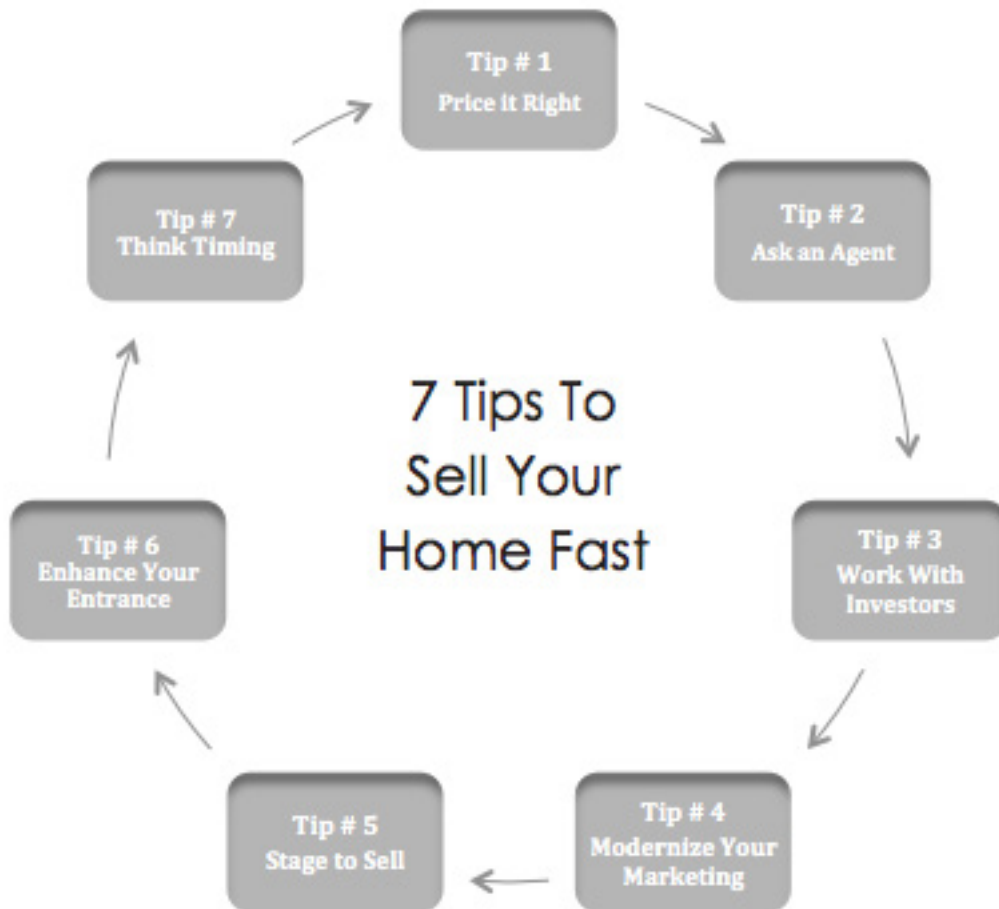 Tip # 1
Price it Right
Tip # 2
Ask an Agent
Tip # 3
Work With
Investors
Tip # 4
Modernize Your
Marketing
Tip # 5
Stage to Sell
Tip # 6
Enhance Your
Entrance
Tip # 7
Think Timing
7 Tips To
Sell Your
Home Fast